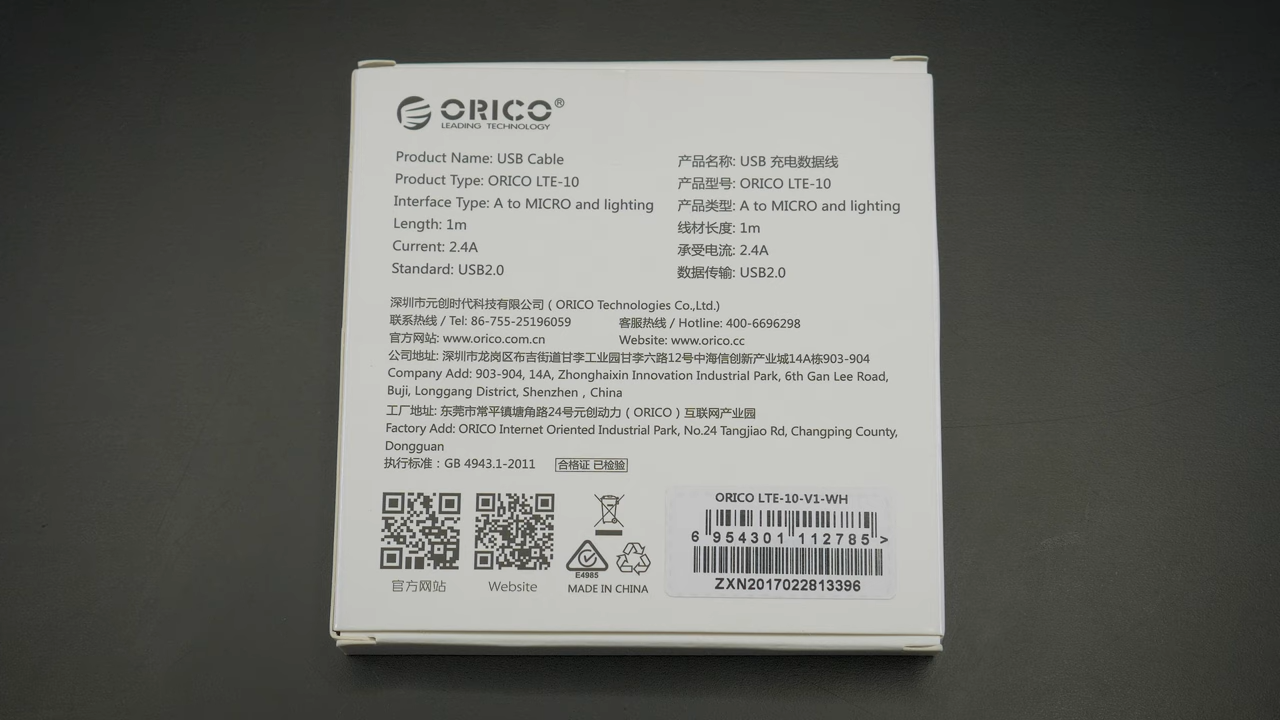 ORICO®
LEADING TECHNOLOGY
Product Name: USB Cable
Product Type: ORICO LTE-10
Interface Type: A to MICRO and lighting
Length: 1m
Current: 2.4A
Standard: USB2.0
产品名称: USB 充电数据线
产品型号: ORICO LTE-10
产品类型: A to MICRO and lighting
线材长度: 1m
承受电流: 2.4A
数据传输: USB2.0
深圳市元创时代科技有限公司 ( ORICO Technologies Co.,Ltd.)
联系热线 / Tel: 86-755-25196059 客服热线 / Hotline: 400-6696298
官方网站: www.orico.com.cn Website: www.orico.cc
公司地址: 深圳市龙岗区布吉街道甘李工业园甘李六路12号中海信创新产业城14A栋903-904
Company Add: 903-904, 14A, Zhonghaixin Innovation Industrial Park, 6th Gan Lee Road,
Buji, Longgang District, Shenzhen , China
工厂地址: 东莞市常平镇塘角路24号元创动力（ORICO）互联网产业园
Factory Add: ORICO Internet Oriented Industrial Park, No.24 Tangjiao Rd, Changping County,
Dongguan
执行标准：GB 4943.1-2011 合格证 已检验
官方网站 Website
E4985
MADE IN CHINA
ORICO LTE-10-V1-WH
6 954301 112785 >
ZXN2017022813396